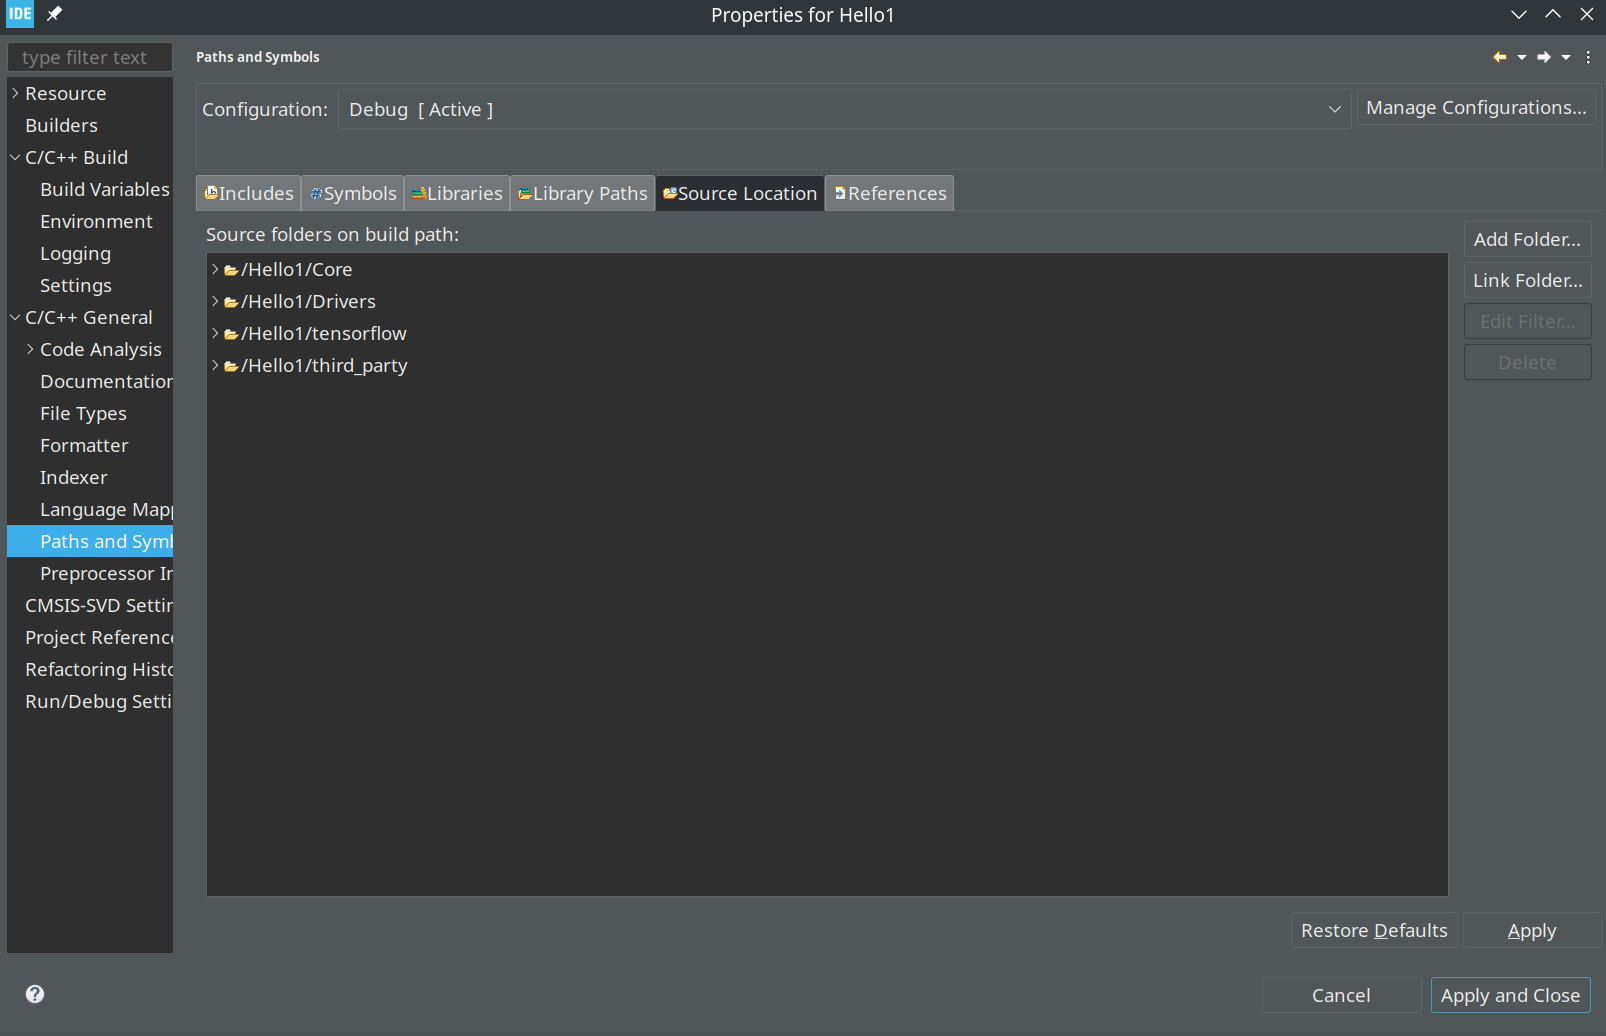 IDE
Properties for Hello1
type filter text
Resource
Builders
C/C++ Build
Build Variables
Environment
Logging
Settings
C/C++ General
Code Analysis
Documentation
File Types
Formatter
Indexer
Language Mapp
Paths and Symb
Preprocessor In
CMSIS-SVD Settin
Project Reference
Refactoring Histo
Run/Debug Setti
Paths and Symbols
Configuration: Debug [ Active ] Manage Configurations...
Includes Symbols Libraries Library Paths Source Location References
Source folders on build path:
/Hello1/Core
/Hello1/Drivers
/Hello1/tensorflow
/Hello1/third_party
Add Folder...
Link Folder...
Edit Filter...
Delete
Restore Defaults Apply
Cancel Apply and Close